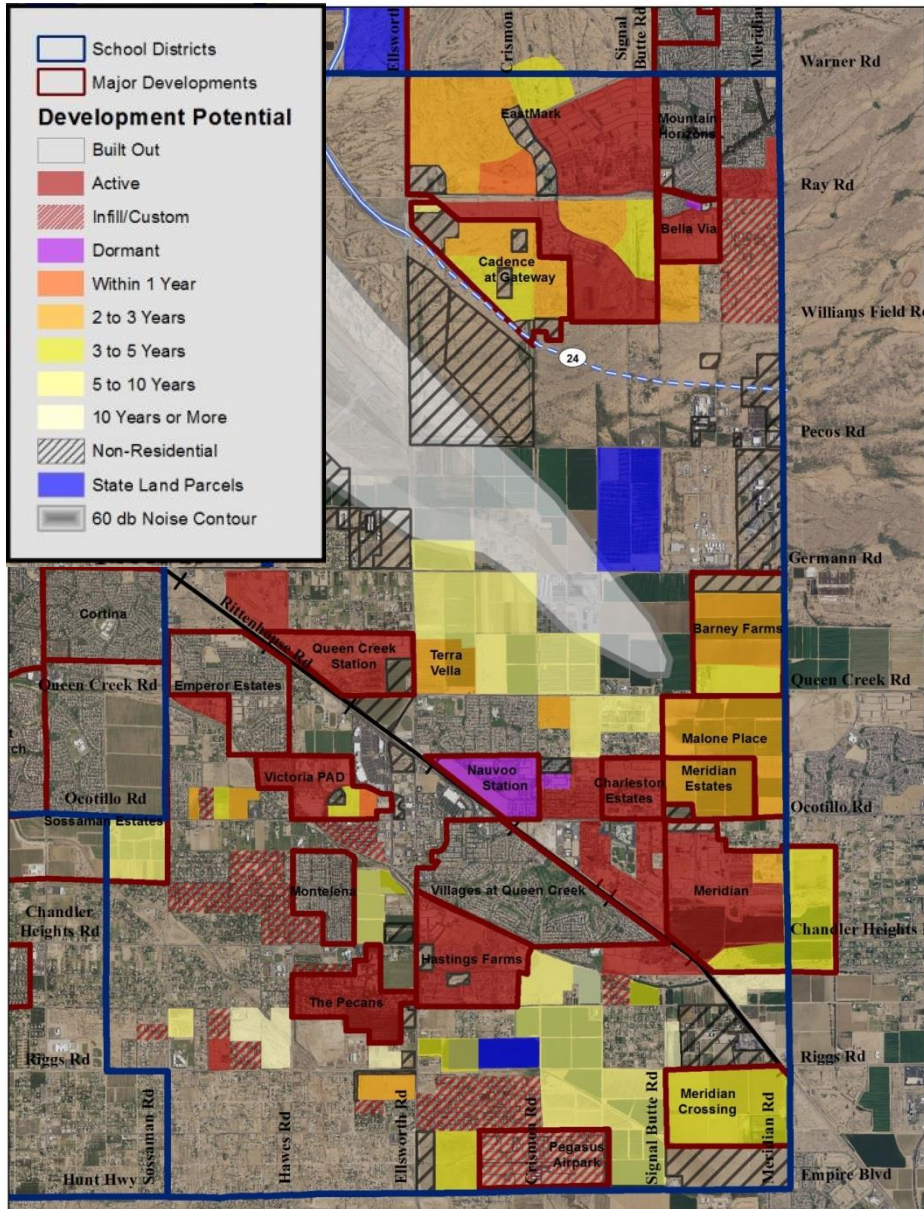 School Districts
Major Developments
Development Potential
Built Out
Active
Infill/Custom
Dormant
Within 1 Year
2 to 3 Years
3 to 5 Years
5 to 10 Years
10 Years or More
Non-Residential
State Land Parcels
60 db Noise Contour
Ellsworth Rd
Crismon
Signal
Butte Rd
Meridian
Warner Rd
EastMark
Mountain
Horizons
Ray Rd
Bella Via
Cadence
at Gateway
Williams Field Rd
24
Pecos Rd
Germann Rd
Cortina
Rittenhouse Rd
Queen Creek
Station
Terra
Vella
Barney Farms
Queen Creek Rd
Emperor Estates
Queen Creek Rd
Malone Place
Victoria PAD
Nauvoo
Station
Charleston
Estates
Meridian
Estates
Ocotillo Rd
Ocotillo Rd
Sossaman Estates
Montelena
Villages at Queen Creek
Meridian
Chandler
Heights Rd
Chandler Heights
Hastings Farms
The Pecans
Riggs Rd
Riggs Rd
Meridian
Crossing
Pegasus
Airpark
Hunt Hwy
Sossaman Rd
Hawes Rd
Ellsworth Rd
Crismon Rd
Signal Butte Rd
Meridian Rd
Empire Blvd